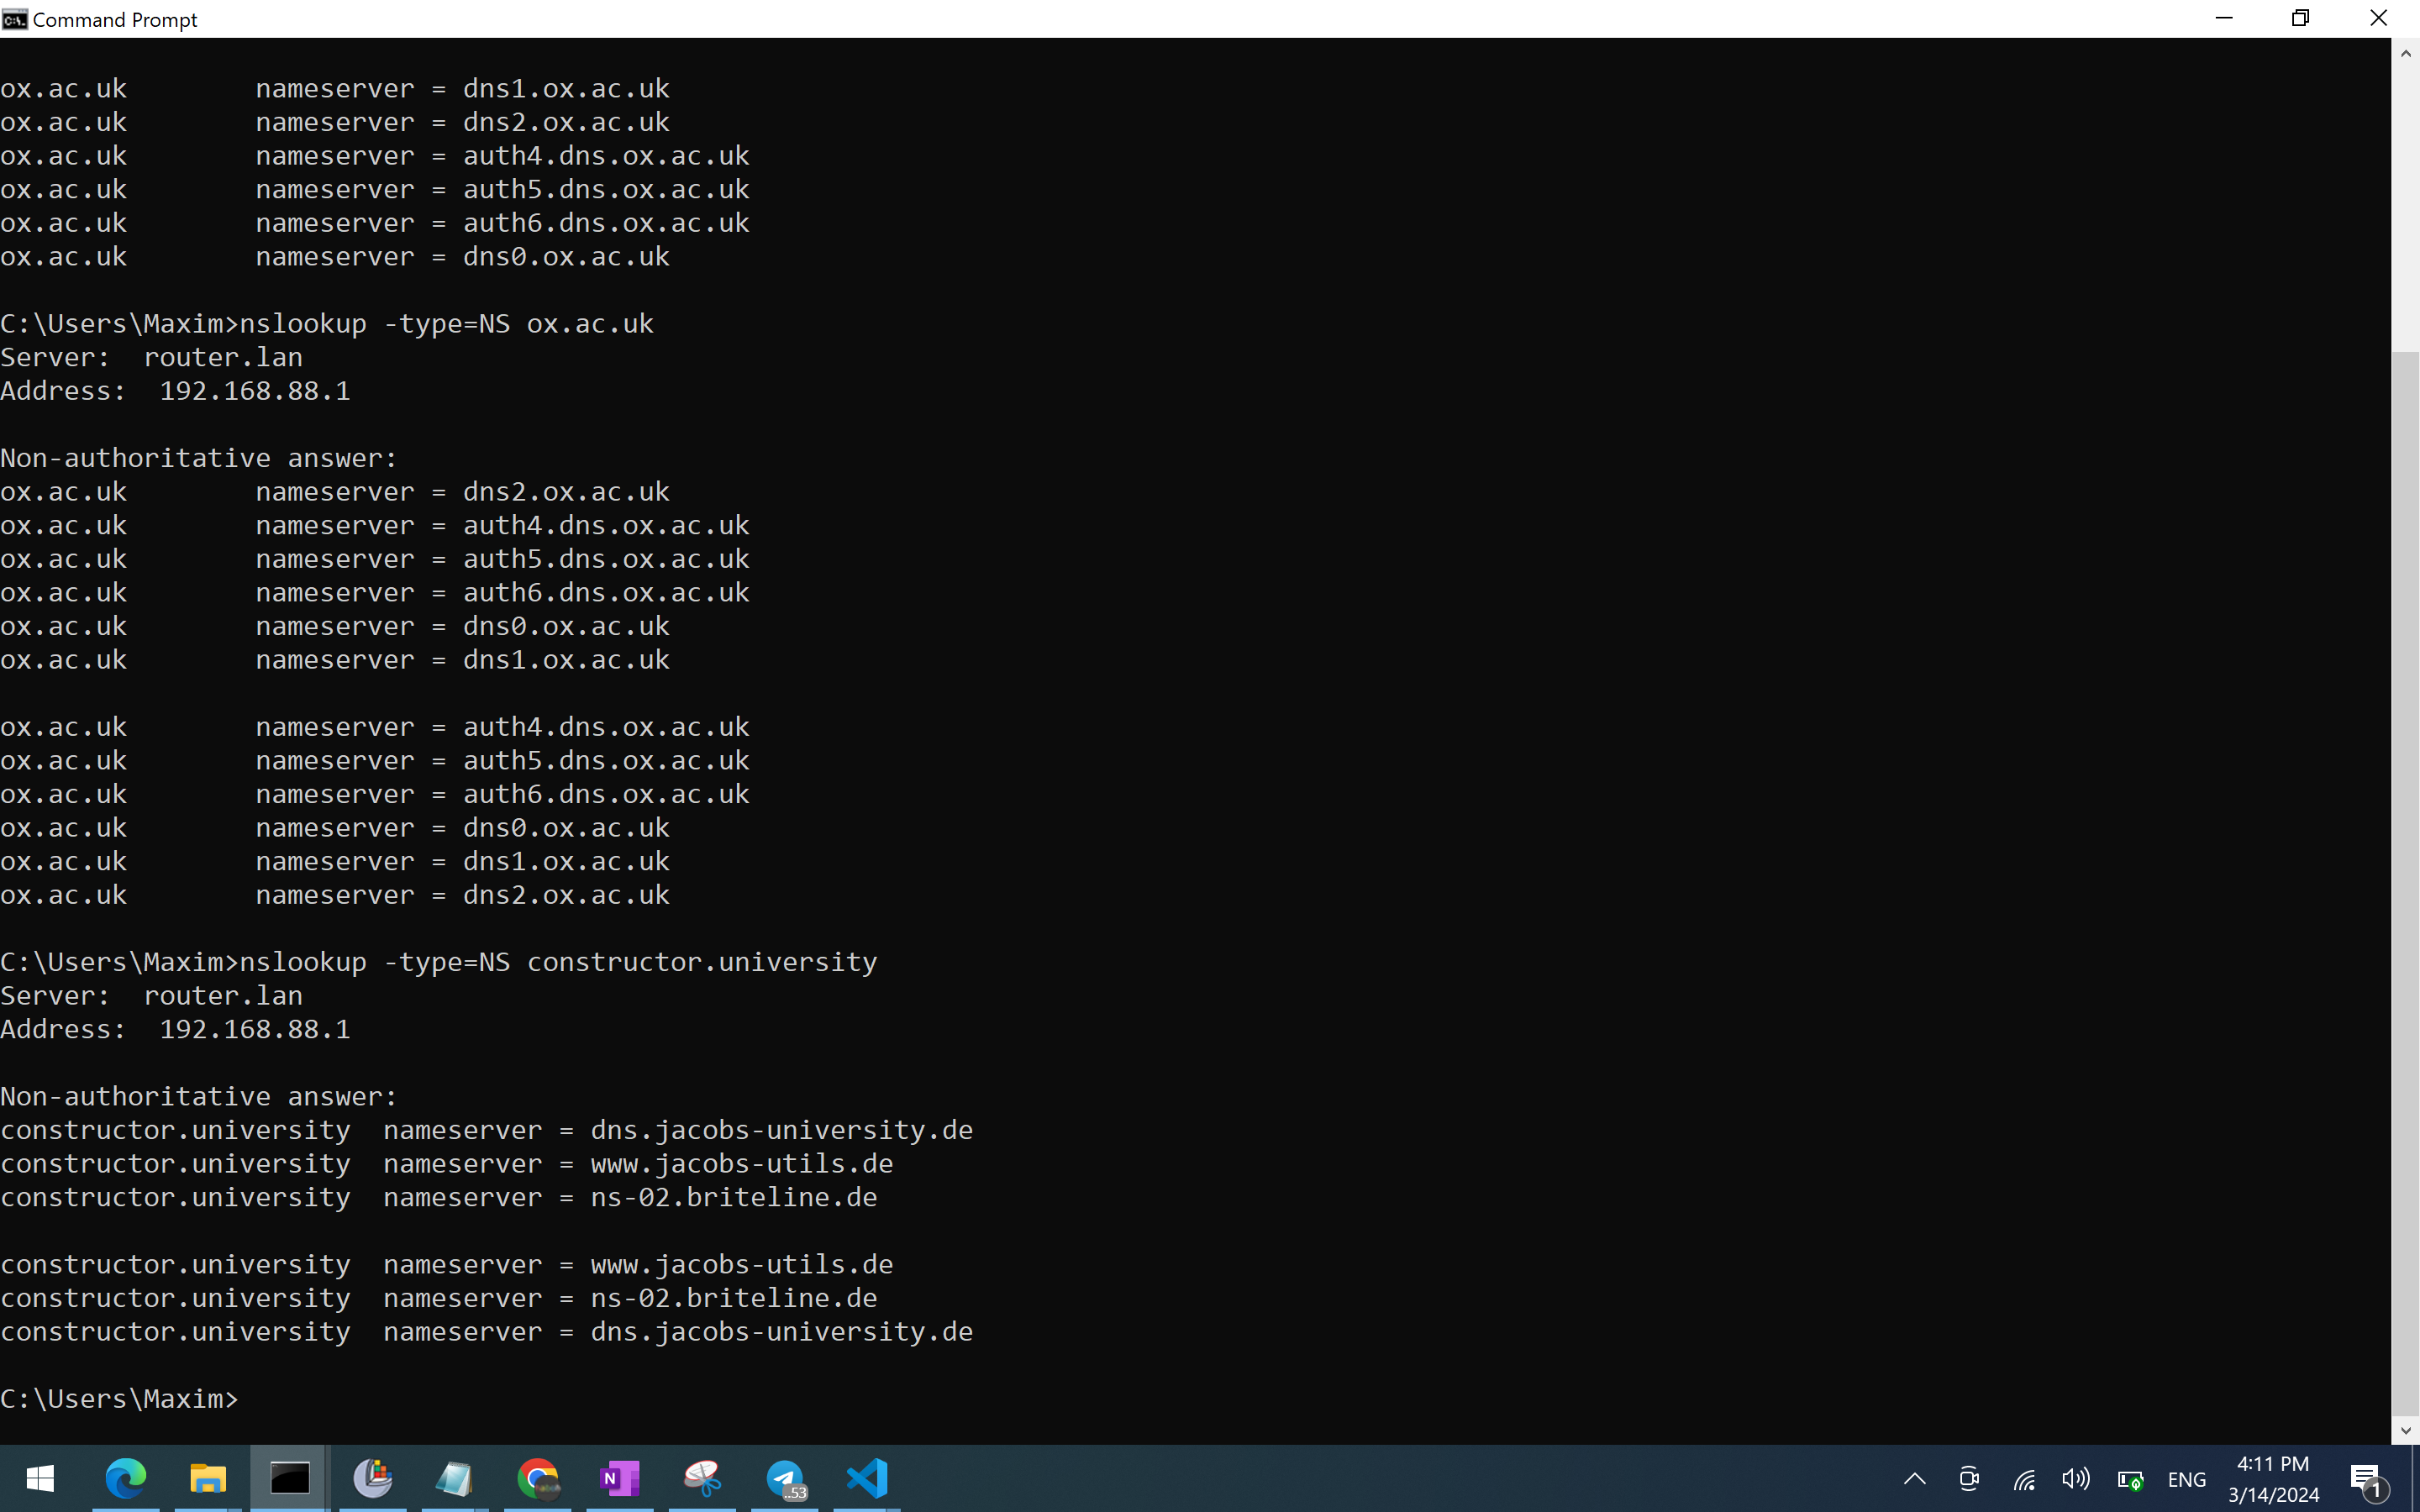 Command Prompt
ox.ac.uk        nameserver = dns1.ox.ac.uk
ox.ac.uk        nameserver = dns2.ox.ac.uk
ox.ac.uk        nameserver = auth4.dns.ox.ac.uk
ox.ac.uk        nameserver = auth5.dns.ox.ac.uk
ox.ac.uk        nameserver = auth6.dns.ox.ac.uk
ox.ac.uk        nameserver = dns0.ox.ac.uk
C:\Users\Maxim>nslookup -type=NS ox.ac.uk
Server:  router.lan
Address:  192.168.88.1
Non-authoritative answer:
ox.ac.uk        nameserver = dns2.ox.ac.uk
ox.ac.uk        nameserver = auth4.dns.ox.ac.uk
ox.ac.uk        nameserver = auth5.dns.ox.ac.uk
ox.ac.uk        nameserver = auth6.dns.ox.ac.uk
ox.ac.uk        nameserver = dns0.ox.ac.uk
ox.ac.uk        nameserver = dns1.ox.ac.uk
ox.ac.uk        nameserver = auth4.dns.ox.ac.uk
ox.ac.uk        nameserver = auth5.dns.ox.ac.uk
ox.ac.uk        nameserver = auth6.dns.ox.ac.uk
ox.ac.uk        nameserver = dns0.ox.ac.uk
ox.ac.uk        nameserver = dns1.ox.ac.uk
ox.ac.uk        nameserver = dns2.ox.ac.uk
C:\Users\Maxim>nslookup -type=NS constructor.university
Server:  router.lan
Address:  192.168.88.1
Non-authoritative answer:
constructor.university  nameserver = dns.jacobs-university.de
constructor.university  nameserver = www.jacobs-utils.de
constructor.university  nameserver = ns-02.briteline.de
constructor.university  nameserver = www.jacobs-utils.de
constructor.university  nameserver = ns-02.briteline.de
constructor.university  nameserver = dns.jacobs-university.de
C:\Users\Maxim>
N
..53
ENG
4:11 PM
3/14/2024
1